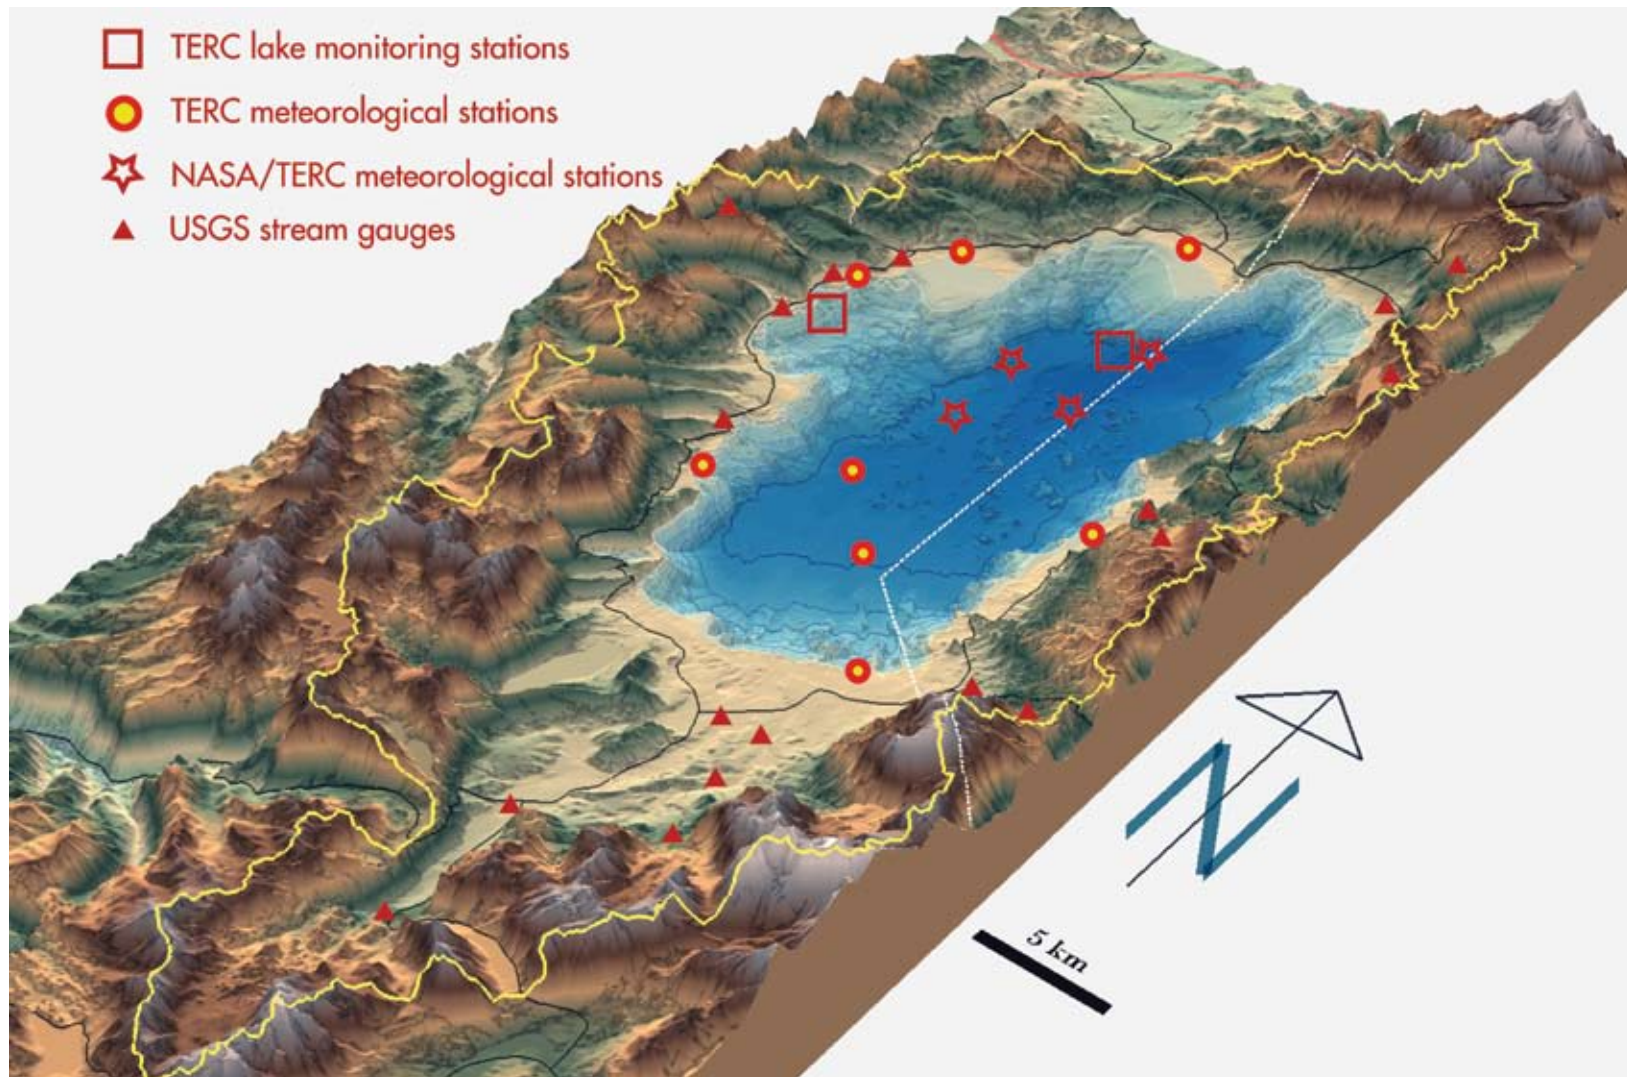 TERC lake monitoring stations
TERC meteorological stations
NASA/TERC meteorological stations
USGS stream gauges
N
5 km